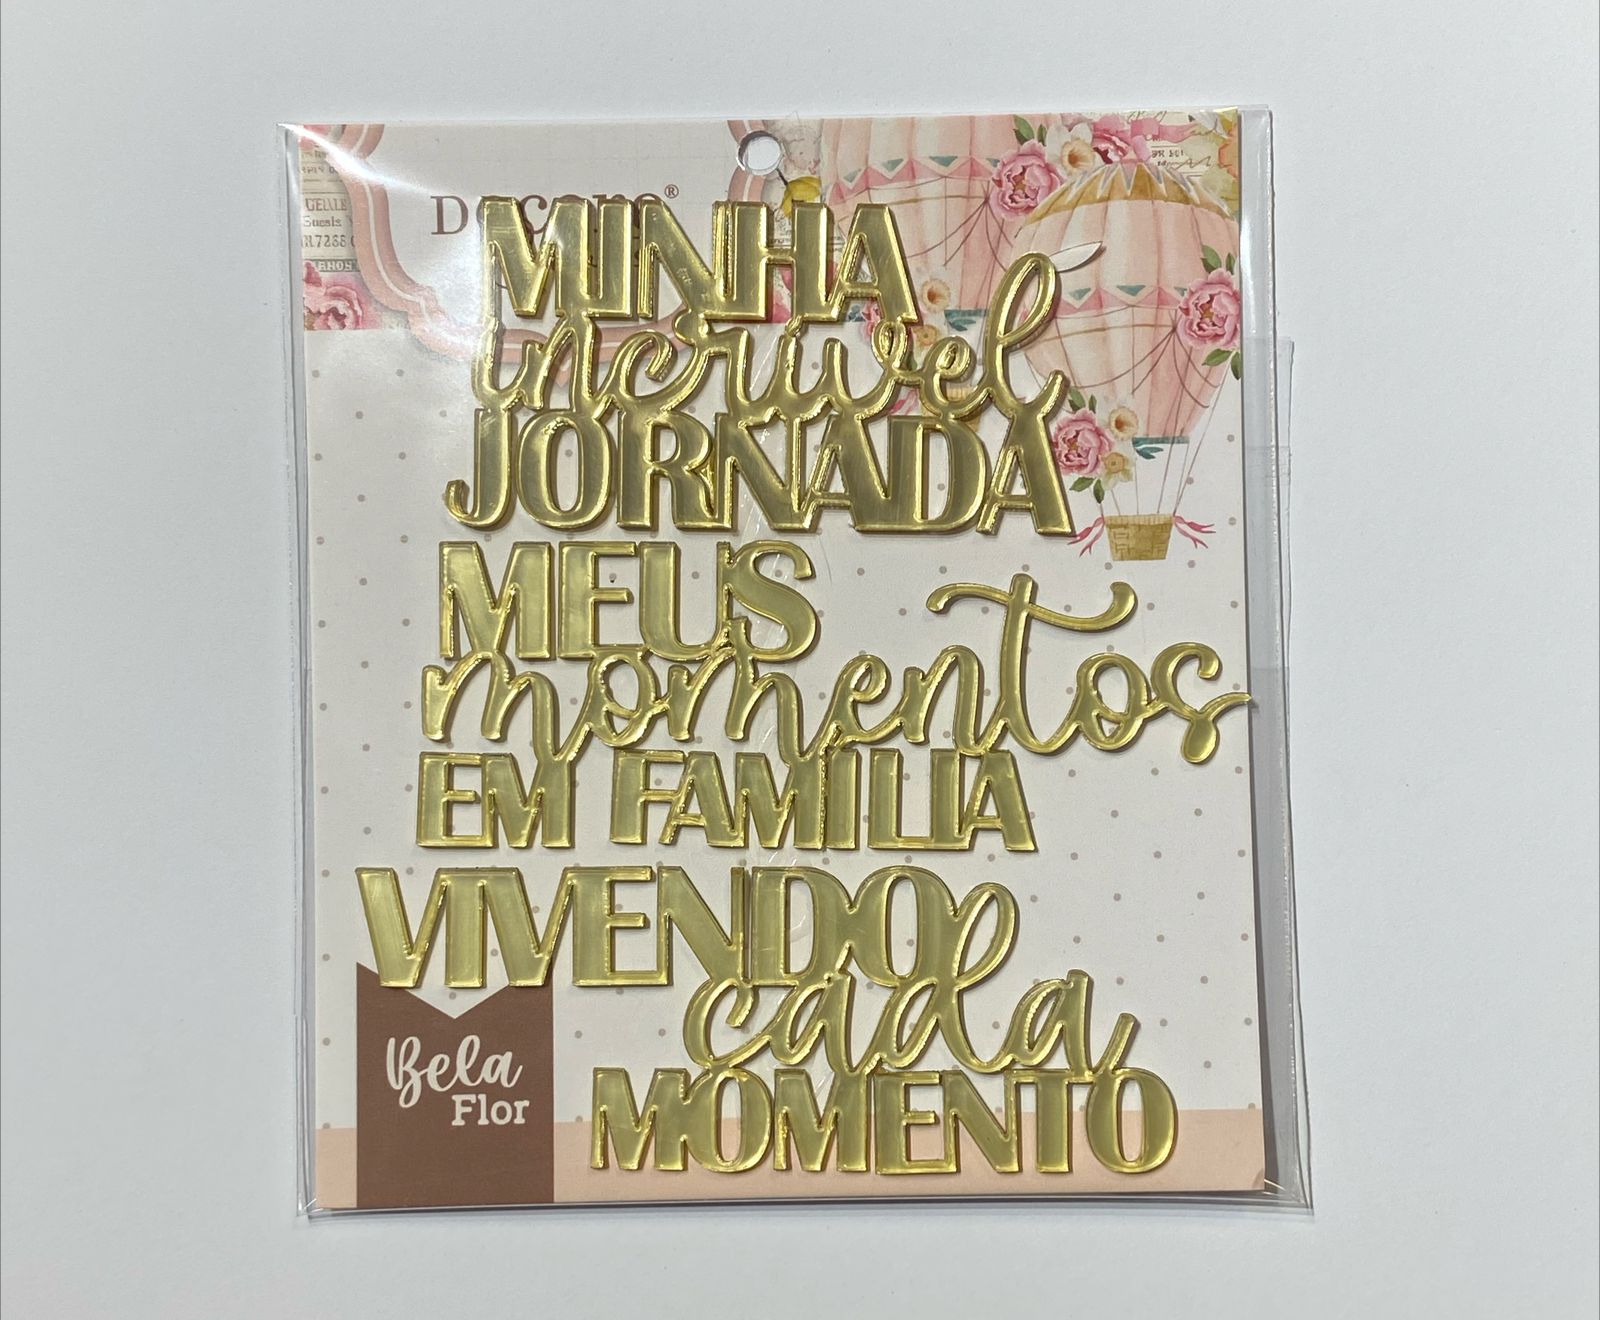 MINHA
incrível
JORNADA
MEUS
momentos
EM FAMÍLIA
VIVENDO
cada
MOMENTO
Bela
Flor